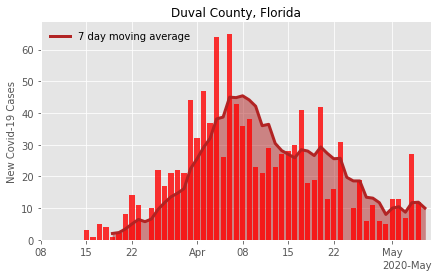 Duval County, Florida
7 day moving average
New Covid-19 Cases
60
50
40
30
20
10
0
08 15 22 Apr 08 15 22 May
2020-May